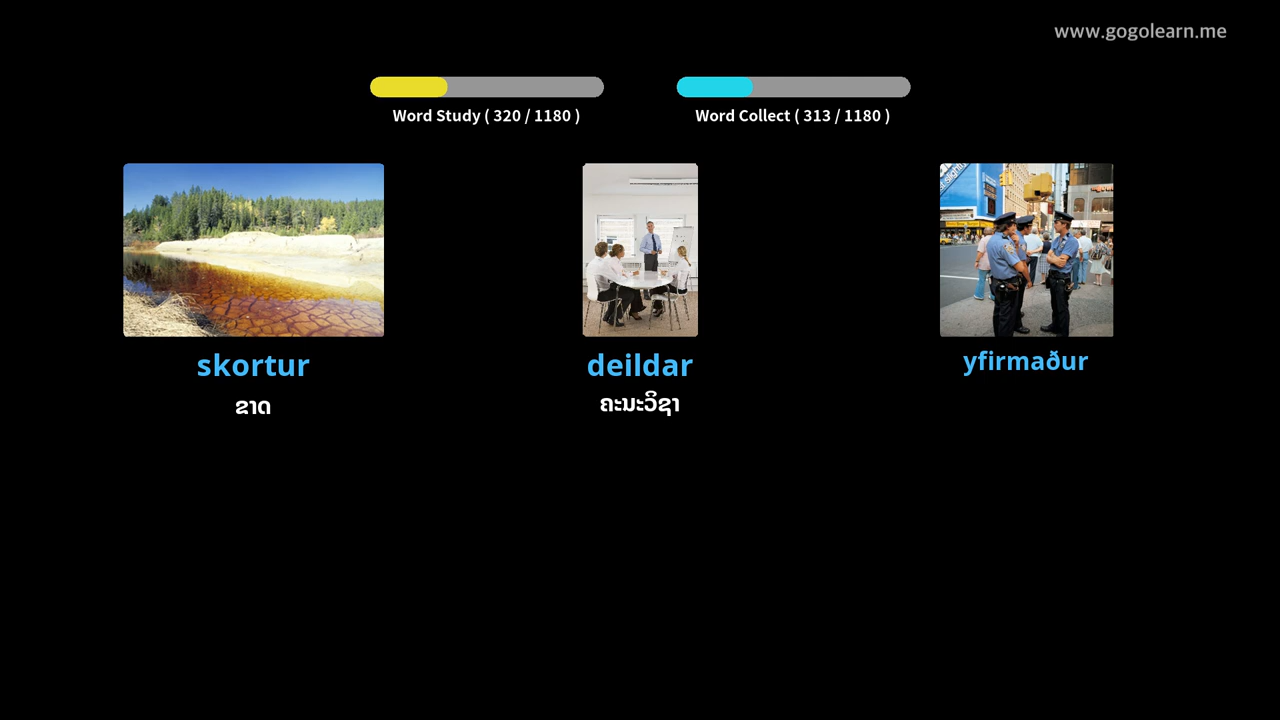 www.gogolearn.me
Word Study ( 320 / 1180 )
Word Collect ( 313 / 1180 )
skortur
deildar
yfirmaður
ຂາດ
ຄະນະວິຊາ